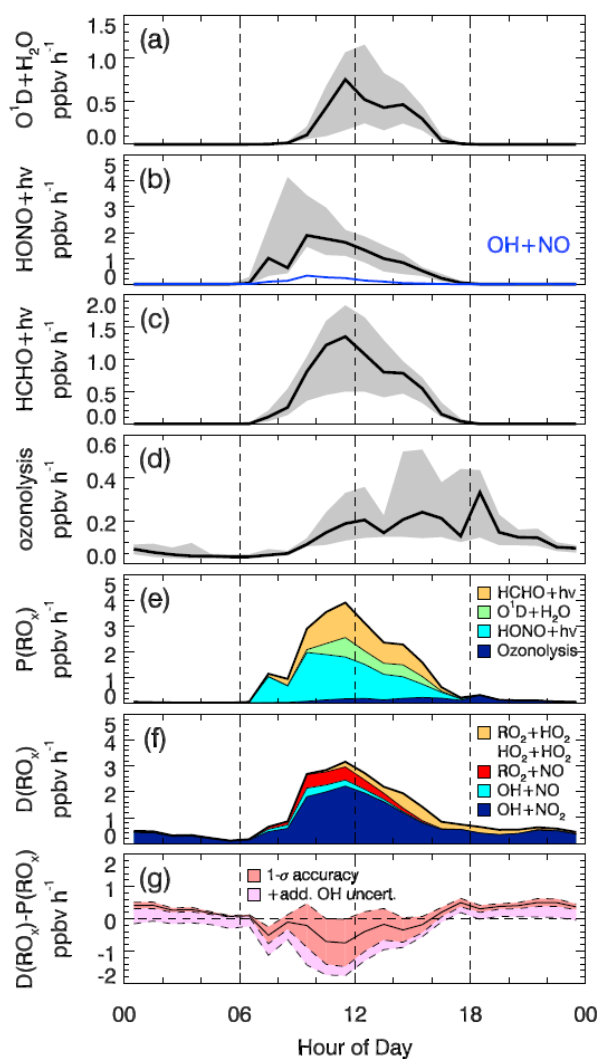 (a)
O¹D+H₂O
ppbv h⁻¹
1.5
1.0
0.5
0.0
(b)
HONO+hν
ppbv h⁻¹
5
4
3
2
1
0
OH+NO
(c)
HCHO+hν
ppbv h⁻¹
2.0
1.5
1.0
0.5
0.0
(d)
ozonolysis
ppbv h⁻¹
0.6
0.4
0.2
0.0
(e)
P(ROₓ)
ppbv h⁻¹
5
4
3
2
1
0
HCHO+hν
O¹D+H₂O
HONO+hν
Ozonolysis
(f)
D(ROₓ)
ppbv h⁻¹
5
4
3
2
1
0
RO₂+HO₂
HO₂+HO₂
RO₂+NO
OH+NO
OH+NO₂
(g)
D(ROₓ)-P(ROₓ)
ppbv h⁻¹
2
1
0
-1
-2
1-σ accuracy
+add. OH uncert.
00 06 12 18 00
Hour of Day